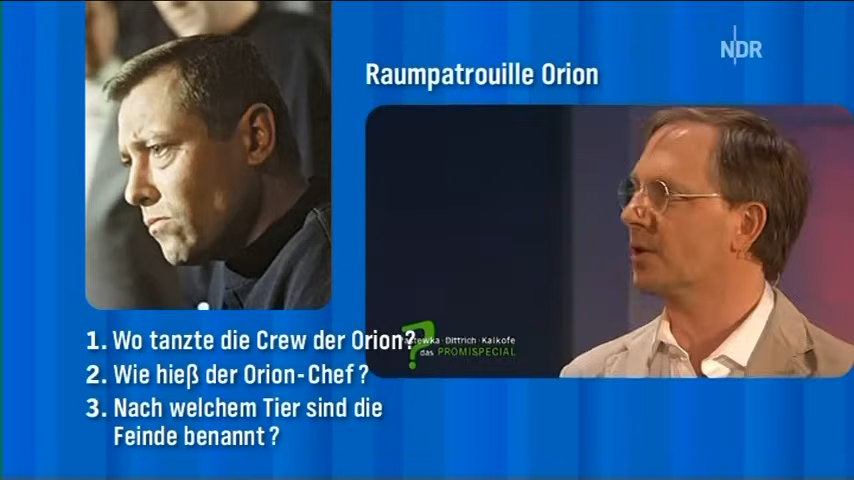 NDR
Raumpatrouille Orion
Pastewka · Dittrich · Kalkofe
das PROMISPECIAL
?
1. Wo tanzte die Crew der Orion?
2. Wie hieß der Orion-Chef?
3. Nach welchem Tier sind die
Feinde benannt?